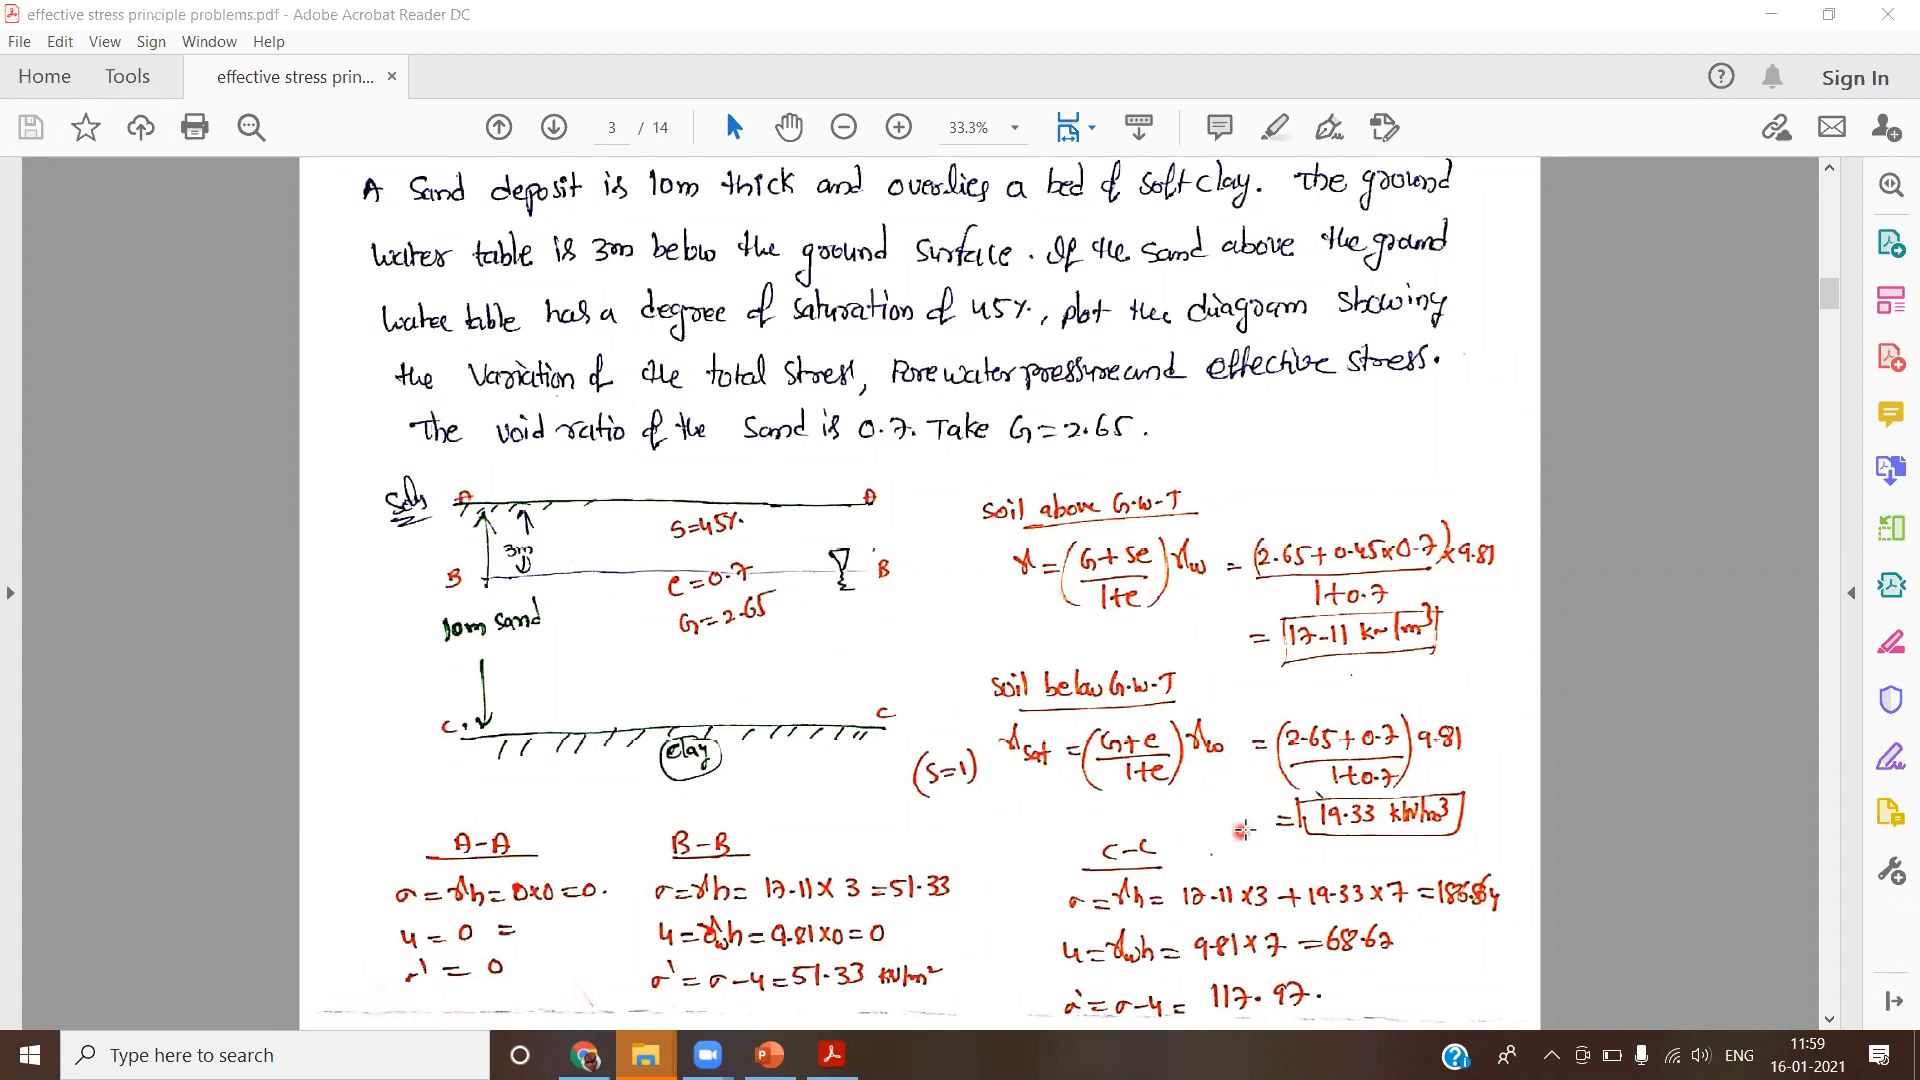 effective stress principle problems.pdf - Adobe Acrobat Reader DC
File Edit View Sign Window Help
Home Tools effective stress prin... × Sign In
3 / 14 33.3%
A Sand deposit is 10m thick and overlies a bed of soft clay. The ground
water table is 3m below the ground surface. If the sand above the ground
water table has a degree of saturation of 45%, plot the diagram showing
the variation of the total stress, Pore water pressure and effective stress.
The void ratio of the sand is 0.7. Take G = 2.65.
Soln
A A
S=45%
3m
B B
e = 0.7
G = 2.65
10m Sand
C C
clay
soil above G.W.T
γ = (G + Se / 1+e) γw = (2.65 + 0.45×0.7) × 9.81 / 1+0.7
= 17.11 kN/m³
soil below G.W.T
(S=1) γsat = (G+e / 1+e) γw = (2.65+0.7 / 1+0.7) 9.81
= 19.33 kN/m³
A-A
σ = γh = 0×0 = 0.
u = 0 =
σ' = 0
B-B
σ = γh = 17.11 × 3 = 51.33
u = γwh = 9.81×0 = 0
σ' = σ-u = 51.33 kN/m²
C-C
σ = γh = 17.11×3 + 19.33×7 =
u = γwh = 9.81×7 = 68.67
σ' = σ-u = 117.97.
Type here to search
ENG
11:59
16-01-2021